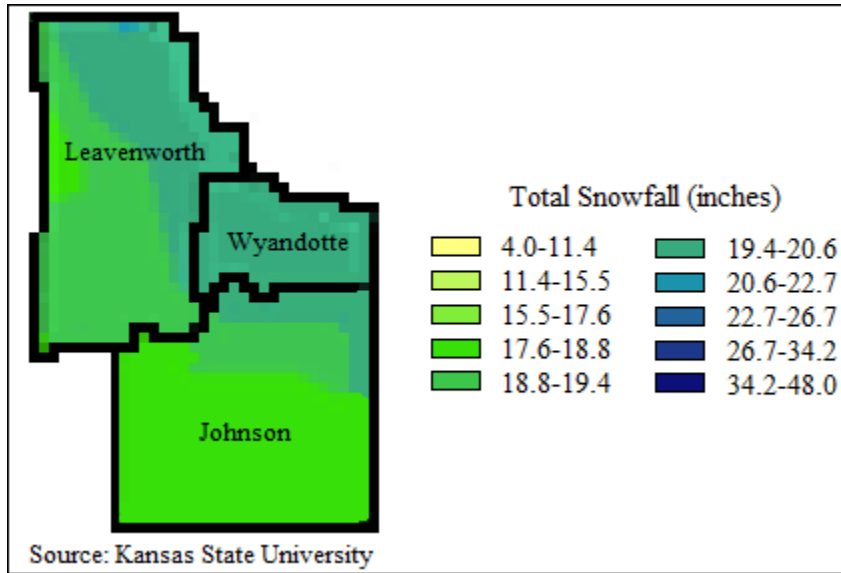 Leavenworth
Wyandotte
Johnson
Total Snowfall (inches)
4.0-11.4
11.4-15.5
15.5-17.6
17.6-18.8
18.8-19.4
19.4-20.6
20.6-22.7
22.7-26.7
26.7-34.2
34.2-48.0
Source: Kansas State University